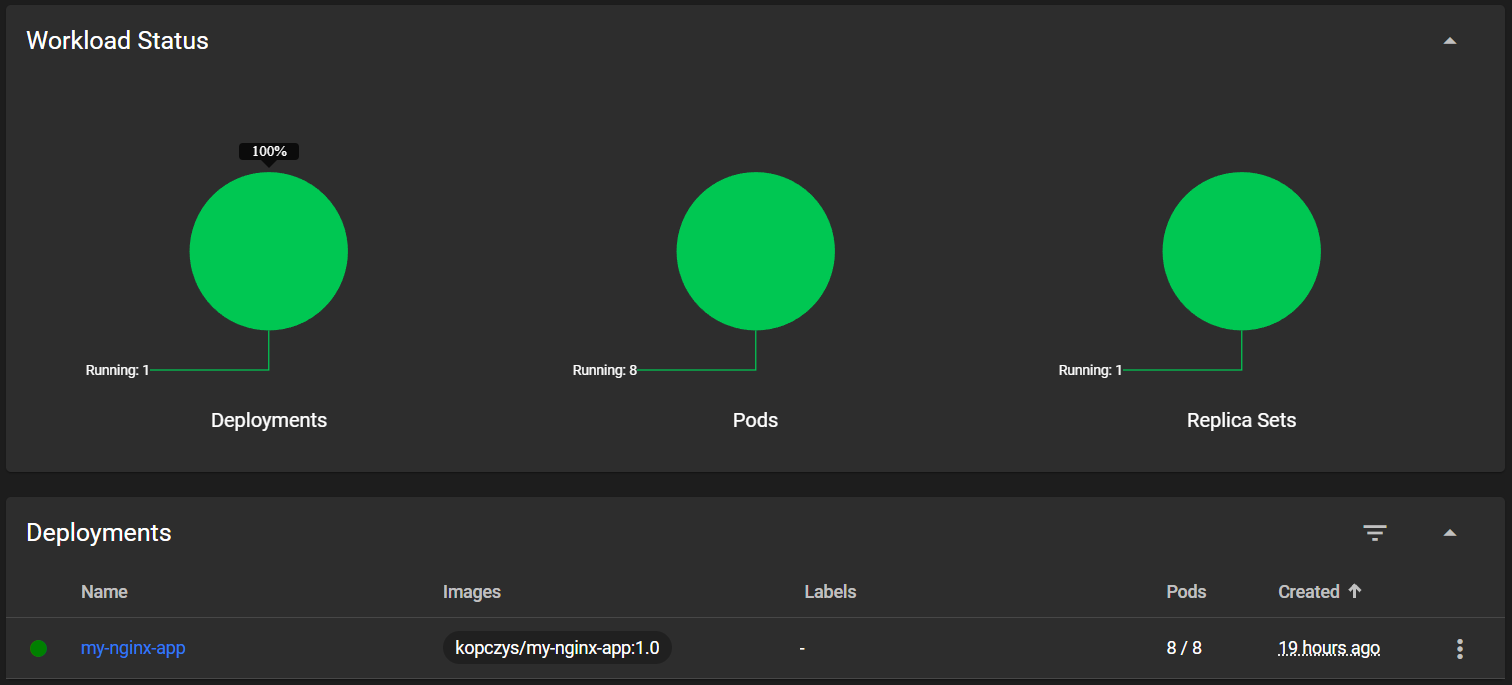 Workload Status
100%
Running: 1
Running: 8
Running: 1
Deployments
Pods
Replica Sets
Deployments
Name Images Labels Pods Created
my-nginx-app kopczys/my-nginx-app:1.0 - 8 / 8 19 hours ago